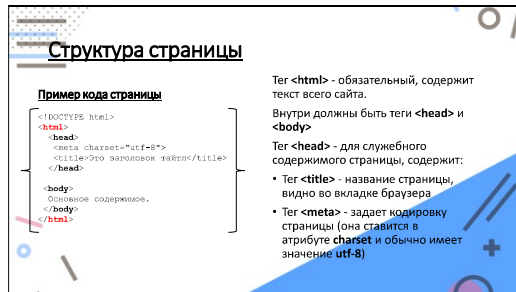 Структура страницы
Пример кода страницы
<!DOCTYPE html>
<html>
<head>
<meta charset="utf-8">
<title>Это заголовок тайтл</title>
</head>
<body>
Основное содержимое.
</body>
</html>
Тег <html> - обязательный, содержит
текст всего сайта.
Внутри должны быть теги <head> и
<body>
Тег <head> - для служебного
содержимого страницы, содержит:
• Тег <title> - название страницы,
видно во вкладке браузера
• Тег <meta> - задает кодировку
страницы (она ставится в
атрибуте charset и обычно имеет
значение utf-8)